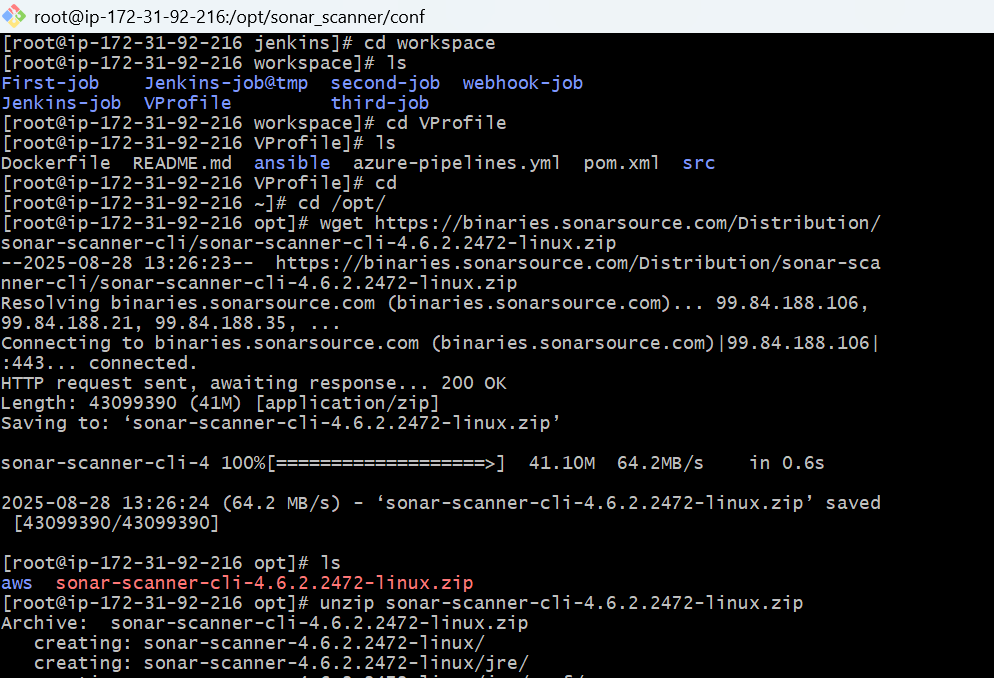 root@ip-172-31-92-216:/opt/sonar_scanner/conf
[root@ip-172-31-92-216 jenkins]# cd workspace
[root@ip-172-31-92-216 workspace]# ls
First-job    Jenkins-job@tmp  second-job  webhook-job
Jenkins-job  VProfile         third-job
[root@ip-172-31-92-216 workspace]# cd VProfile
[root@ip-172-31-92-216 VProfile]# ls
Dockerfile  README.md  ansible  azure-pipelines.yml  pom.xml  src
[root@ip-172-31-92-216 VProfile]# cd
[root@ip-172-31-92-216 ~]# cd /opt/
[root@ip-172-31-92-216 opt]# wget https://binaries.sonarsource.com/Distribution/
sonar-scanner-cli/sonar-scanner-cli-4.6.2.2472-linux.zip
--2025-08-28 13:26:23--  https://binaries.sonarsource.com/Distribution/sonar-sca
nner-cli/sonar-scanner-cli-4.6.2.2472-linux.zip
Resolving binaries.sonarsource.com (binaries.sonarsource.com)... 99.84.188.106,
99.84.188.21, 99.84.188.35, ...
Connecting to binaries.sonarsource.com (binaries.sonarsource.com)|99.84.188.106|
:443... connected.
HTTP request sent, awaiting response... 200 OK
Length: 43099390 (41M) [application/zip]
Saving to: ‘sonar-scanner-cli-4.6.2.2472-linux.zip’
sonar-scanner-cli-4 100%[===================>]  41.10M  64.2MB/s    in 0.6s
2025-08-28 13:26:24 (64.2 MB/s) - ‘sonar-scanner-cli-4.6.2.2472-linux.zip’ saved
 [43099390/43099390]
[root@ip-172-31-92-216 opt]# ls
aws  sonar-scanner-cli-4.6.2.2472-linux.zip
[root@ip-172-31-92-216 opt]# unzip sonar-scanner-cli-4.6.2.2472-linux.zip
Archive:  sonar-scanner-cli-4.6.2.2472-linux.zip
   creating: sonar-scanner-4.6.2.2472-linux/
   creating: sonar-scanner-4.6.2.2472-linux/jre/